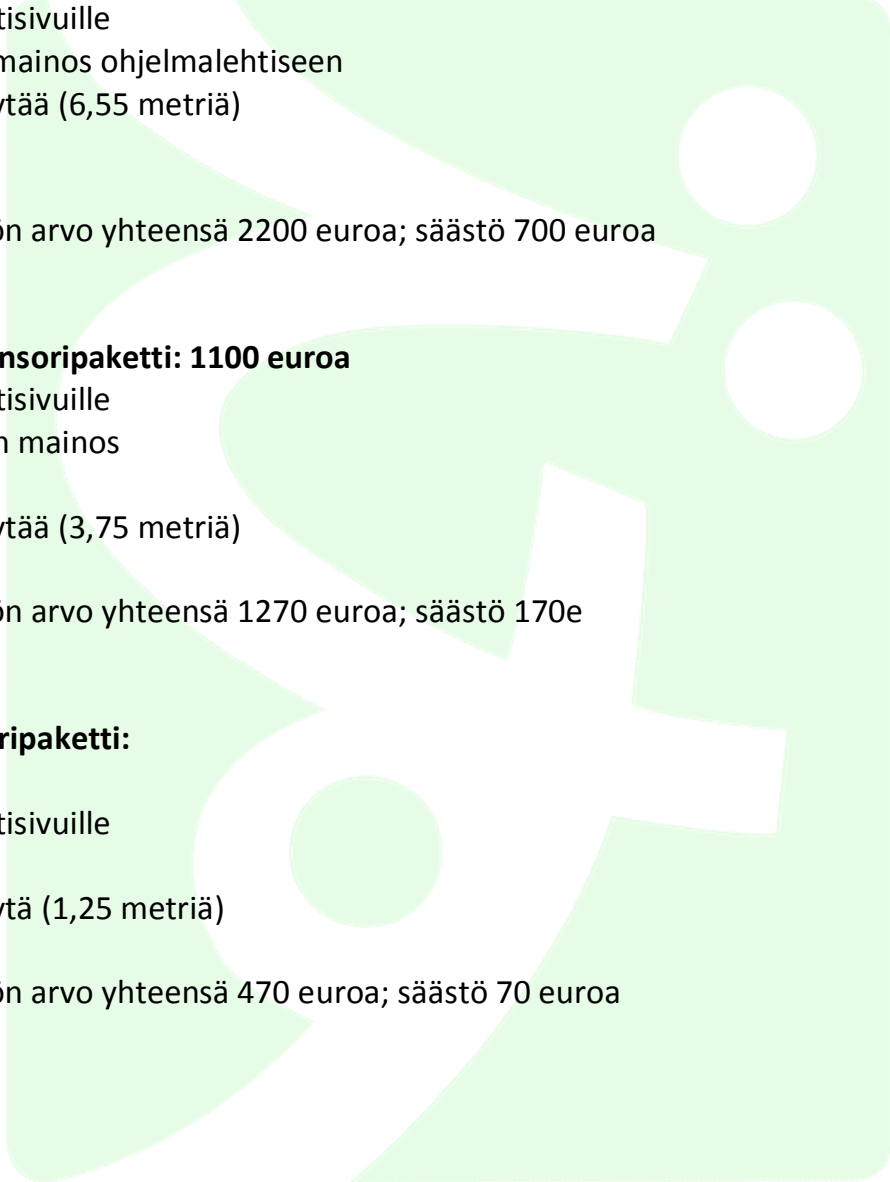 tisivuille
mainos ohjelmalehtiseen
ytää (6,55 metriä)
ön arvo yhteensä 2200 euroa; säästö 700 euroa
nsoripaketti: 1100 euroa
tisivuille
n mainos
ytää (3,75 metriä)
ön arvo yhteensä 1270 euroa; säästö 170e
ripaketti:
tisivuille
ytä (1,25 metriä)
ön arvo yhteensä 470 euroa; säästö 70 euroa